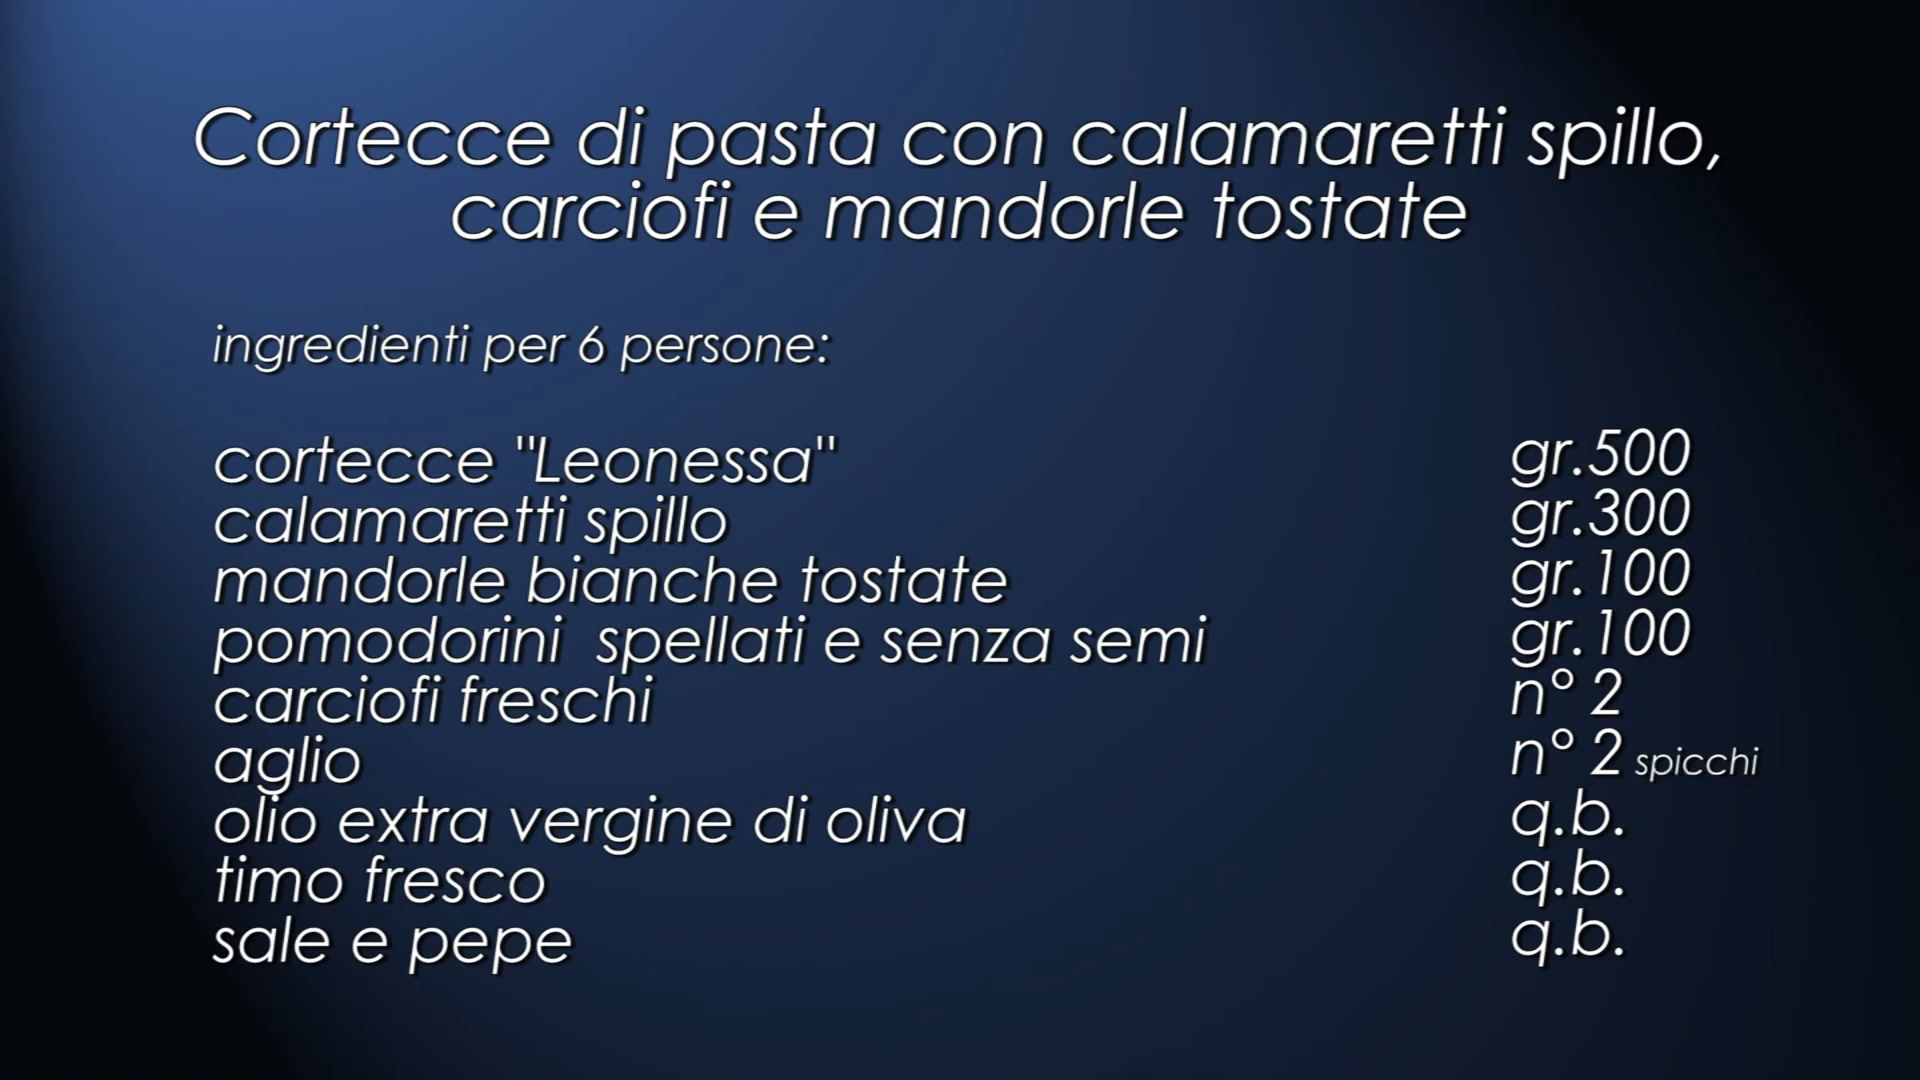 Cortecce di pasta con calamaretti spillo,
carciofi e mandorle tostate
ingredienti per 6 persone:
cortecce "Leonessa" gr.500
calamaretti spillo gr.300
mandorle bianche tostate gr.100
pomodorini spellati e senza semi gr.100
carciofi freschi n° 2
aglio n° 2 spicchi
olio extra vergine di oliva q.b.
timo fresco q.b.
sale e pepe q.b.